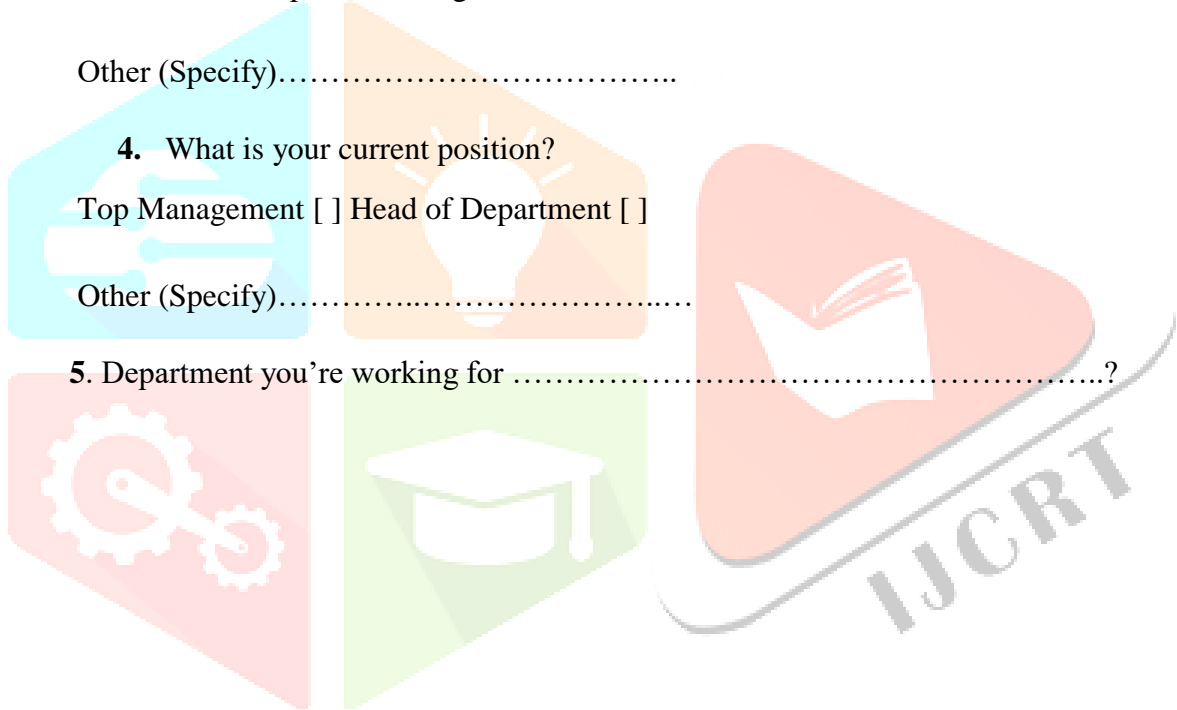 Other (Specify)………………………………..
4. What is your current position?
Top Management [ ] Head of Department [ ]
Other (Specify)…………..……………………..…
5. Department you’re working for ………………………………………………………..?
IJCRT